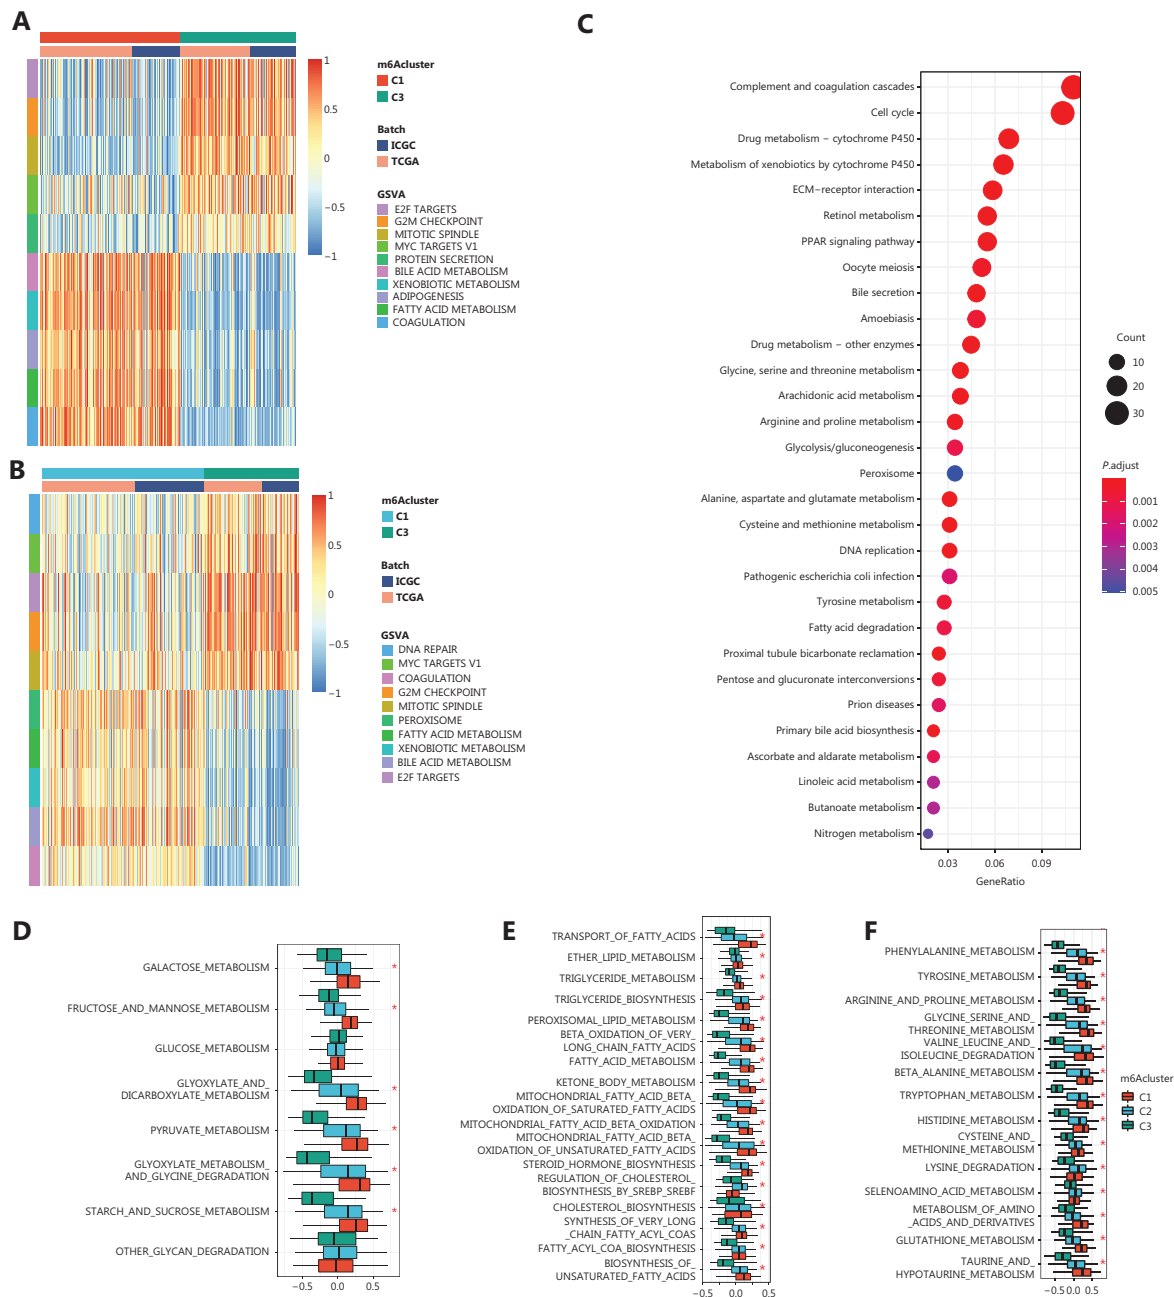 A
1
0.5
0
−0.5
−1
m6Acluster
C1
C3
Batch
ICGC
TCGA
GSVA
E2F TARGETS
G2M CHECKPOINT
MITOTIC SPINDLE
MYC TARGETS V1
PROTEIN SECRETION
BILE ACID METABOLISM
XENOBIOTIC METABOLISM
ADIPOGENESIS
FATTY ACID METABOLISM
COAGULATION
B
1
0.5
0
−0.5
−1
m6Acluster
C1
C3
Batch
ICGC
TCGA
GSVA
DNA REPAIR
MYC TARGETS V1
COAGULATION
G2M CHECKPOINT
MITOTIC SPINDLE
PEROXISOME
FATTY ACID METABOLISM
XENOBIOTIC METABOLISM
BILE ACID METABOLISM
E2F TARGETS
C
Complement and coagulation cascades
Cell cycle
Drug metabolism − cytochrome P450
Metabolism of xenobiotics by cytochrome P450
ECM−receptor interaction
Retinol metabolism
PPAR signaling pathway
Oocyte meiosis
Bile secretion
Amoebiasis
Drug metabolism − other enzymes
Glycine, serine and threonine metabolism
Arachidonic acid metabolism
Arginine and proline metabolism
Glycolysis/gluconeogenesis
Peroxisome
Alanine, aspartate and glutamate metabolism
Cysteine and methionine metabolism
DNA replication
Pathogenic escherichia coli infection
Tyrosine metabolism
Fatty acid degradation
Proximal tubule bicarbonate reclamation
Pentose and glucuronate interconversions
Prion diseases
Primary bile acid biosynthesis
Ascorbate and aldarate metabolism
Linoleic acid metabolism
Butanoate metabolism
Nitrogen metabolism
0.03 0.06 0.09
GeneRatio
Count
10
20
30
P.adjust
0.001
0.002
0.003
0.004
0.005
D
GALACTOSE_METABOLISM *
FRUCTOSE_AND_MANNOSE_METABOLISM *
GLUCOSE_METABOLISM
GLYOXYLATE_AND_
DICARBOXYLATE_METABOLISM *
PYRUVATE_METABOLISM *
GLYOXYLATE_METABOLISM_
AND_GLYCINE_DEGRADATION *
STARCH_AND_SUCROSE_METABOLISM *
OTHER_GLYCAN_DEGRADATION
−0.5 0.0 0.5
E
TRANSPORT_OF_FATTY_ACIDS *
ETHER_LIPID_METABOLISM *
TRIGLYCERIDE_METABOLISM *
TRIGLYCERIDE_BIOSYNTHESIS *
PEROXISOMAL_LIPID_METABOLISM *
BETA_OXIDATION_OF_VERY_
LONG_CHAIN_FATTY_ACIDS *
FATTY_ACID_METABOLISM *
KETONE_BODY_METABOLISM *
MITOCHONDRIAL_FATTY_ACID_BETA_
OXIDATION_OF_SATURATED_FATTY_ACIDS *
MITOCHONDRIAL_FATTY_ACID_BETA_OXIDATION *
MITOCHONDRIAL_FATTY_ACID_BETA_
OXIDATION_OF_UNSATURATED_FATTY_ACIDS *
STEROID_HORMONE_BIOSYNTHESIS *
REGULATION_OF_CHOLESTEROL_
BIOSYNTHESIS_BY_SREBP_SREBF *
CHOLESTEROL_BIOSYNTHESIS *
SYNTHESIS_OF_VERY_LONG
_CHAIN_FATTY_ACYL_COAS *
FATTY_ACYL_COA_BIOSYNTHESIS *
BIOSYNTHESIS_OF_
UNSATURATED_FATTY_ACIDS *
−0.5 0.0 0.5
F
PHENYLALANINE_METABOLISM *
TYROSINE_METABOLISM *
ARGININE_AND_PROLINE_METABOLISM *
GLYCINE_SERINE_AND_
THREONINE_METABOLISM *
VALINE_LEUCINE_AND_
ISOLEUCINE_DEGRADATION *
BETA_ALANINE_METABOLISM *
TRYPTOPHAN_METABOLISM *
HISTIDINE_METABOLISM *
CYSTEINE_AND_
METHIONINE_METABOLISM *
LYSINE_DEGRADATION *
SELENOAMINO_ACID_METABOLISM *
METABOLISM_OF_AMINO
_ACIDS_AND_DERIVATIVES *
GLUTATHIONE_METABOLISM *
TAURINE_AND_
HYPOTAURINE_METABOLISM *
−0.5 0.0 0.5
m6Acluster
C1
C2
C3